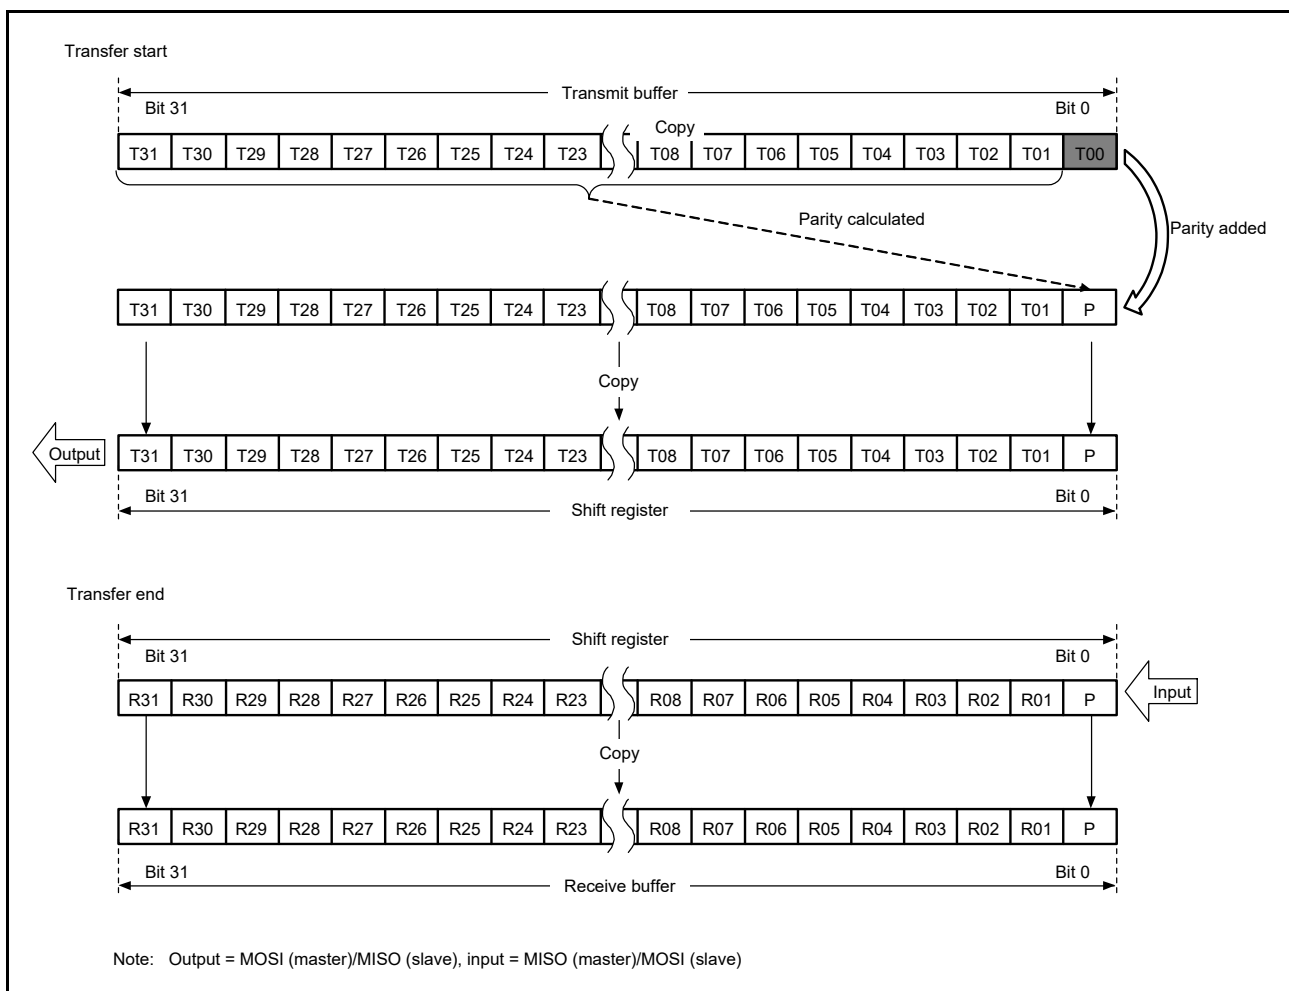 Transfer start
Transmit buffer
Bit 31 Bit 0
Copy
T31 T30 T29 T28 T27 T26 T25 T24 T23 T08 T07 T06 T05 T04 T03 T02 T01 T00
Parity calculated
Parity added
T31 T30 T29 T28 T27 T26 T25 T24 T23 T08 T07 T06 T05 T04 T03 T02 T01 P
Copy
Output
T31 T30 T29 T28 T27 T26 T25 T24 T23 T08 T07 T06 T05 T04 T03 T02 T01 P
Bit 31 Bit 0
Shift register
Transfer end
Shift register
Bit 31 Bit 0
R31 R30 R29 R28 R27 R26 R25 R24 R23 R08 R07 R06 R05 R04 R03 R02 R01 P
Input
Copy
R31 R30 R29 R28 R27 R26 R25 R24 R23 R08 R07 R06 R05 R04 R03 R02 R01 P
Bit 31 Bit 0
Receive buffer
Note: Output = MOSI (master)/MISO (slave), input = MISO (master)/MOSI (slave)